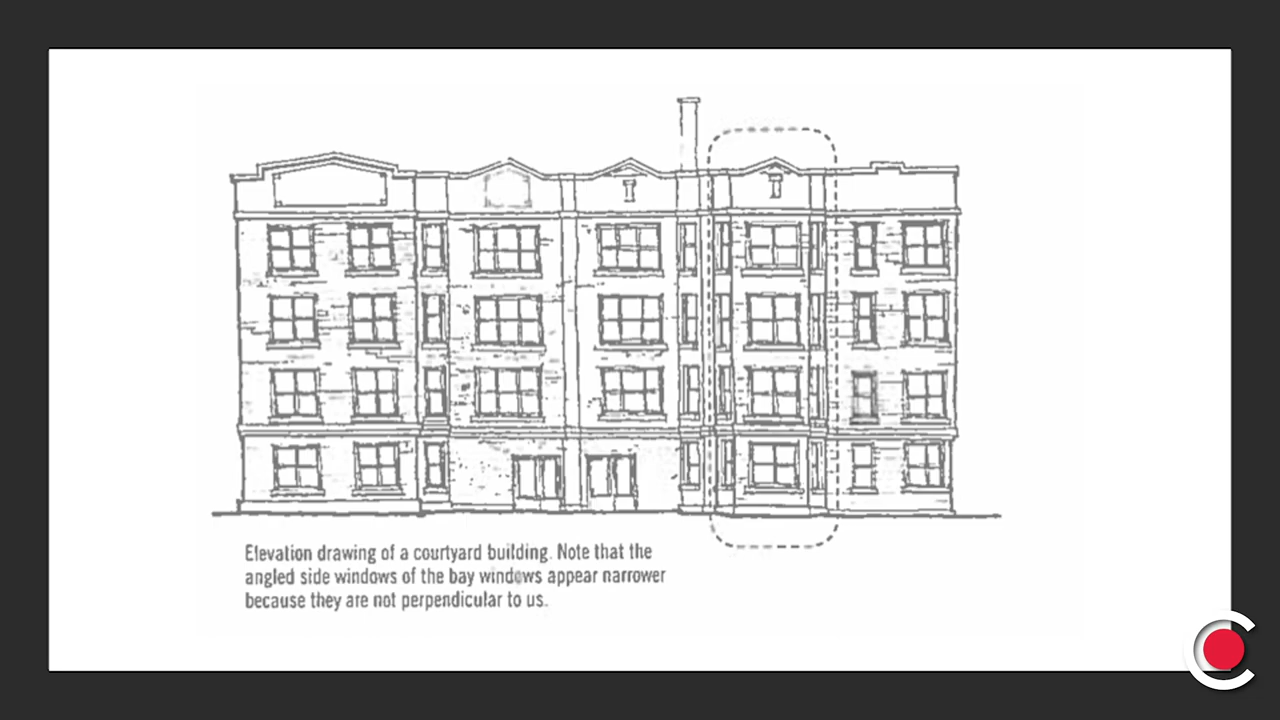 Elevation drawing of a courtyard building. Note that the
angled side windows of the bay windows appear narrower
because they are not perpendicular to us.